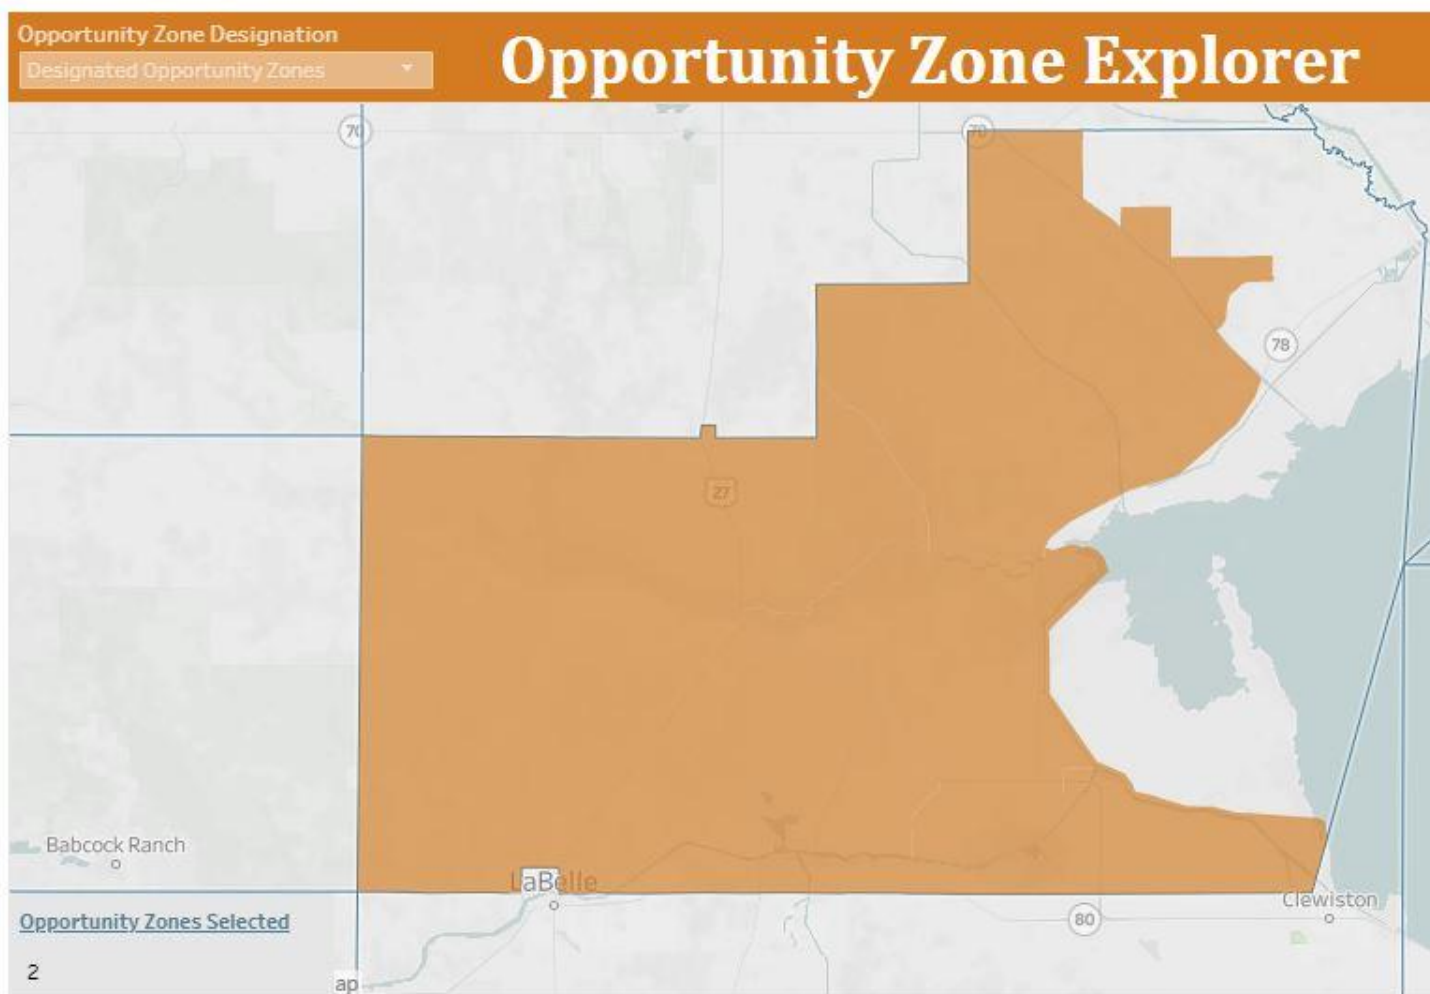 Opportunity Zone Designation
Designated Opportunity Zones
Opportunity Zone Explorer
70
70
78
27
Babcock Ranch
LaBelle
Clewiston
80
Opportunity Zones Selected
2
ap